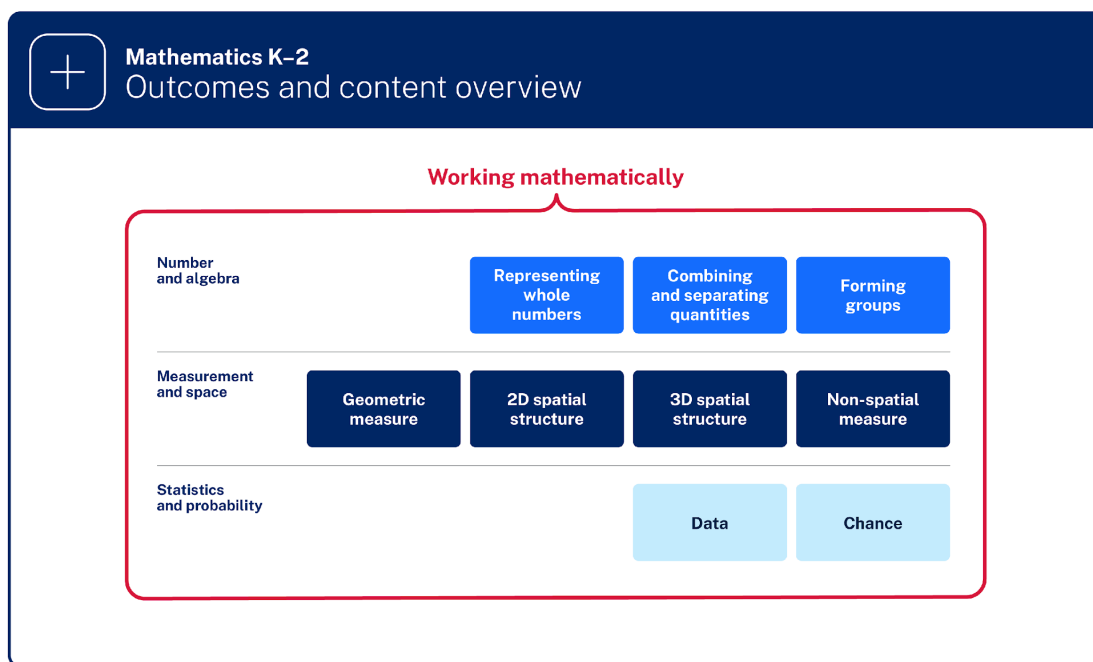 Mathematics K–2
Outcomes and content overview
Working mathematically
Number
and algebra
Representing
whole
numbers
Combining
and separating
quantities
Forming
groups
Measurement
and space
Geometric
measure
2D spatial
structure
3D spatial
structure
Non-spatial
measure
Statistics
and probability
Data
Chance